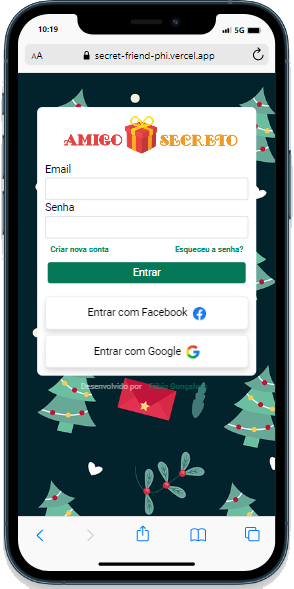 10:19 5G
AA secret-friend-phi.vercel.app
AMIGO SECRETO
Email
Senha
Criar nova conta Esqueceu a senha?
Entrar
Entrar com Facebook
Entrar com Google G
Desenvolvido por Fábio Gonçalves